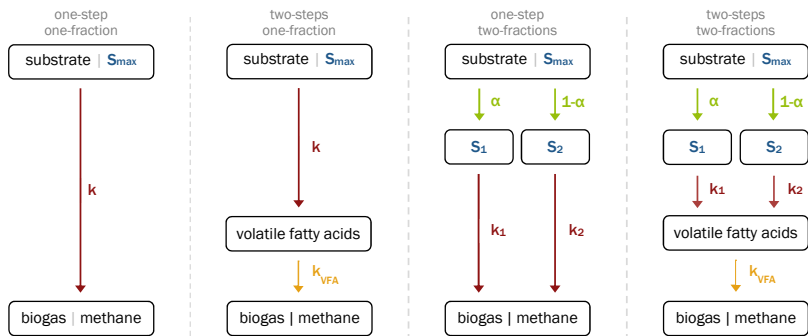 one-step
one-fraction
substrate | Smax
k
biogas | methane
two-steps
one-fraction
substrate | Smax
k
volatile fatty acids
kVFA
biogas | methane
one-step
two-fractions
substrate | Smax
α 1-α
S1 S2
k1 k2
biogas | methane
two-steps
two-fractions
substrate | Smax
α 1-α
S1 S2
k1 k2
volatile fatty acids
kVFA
biogas | methane